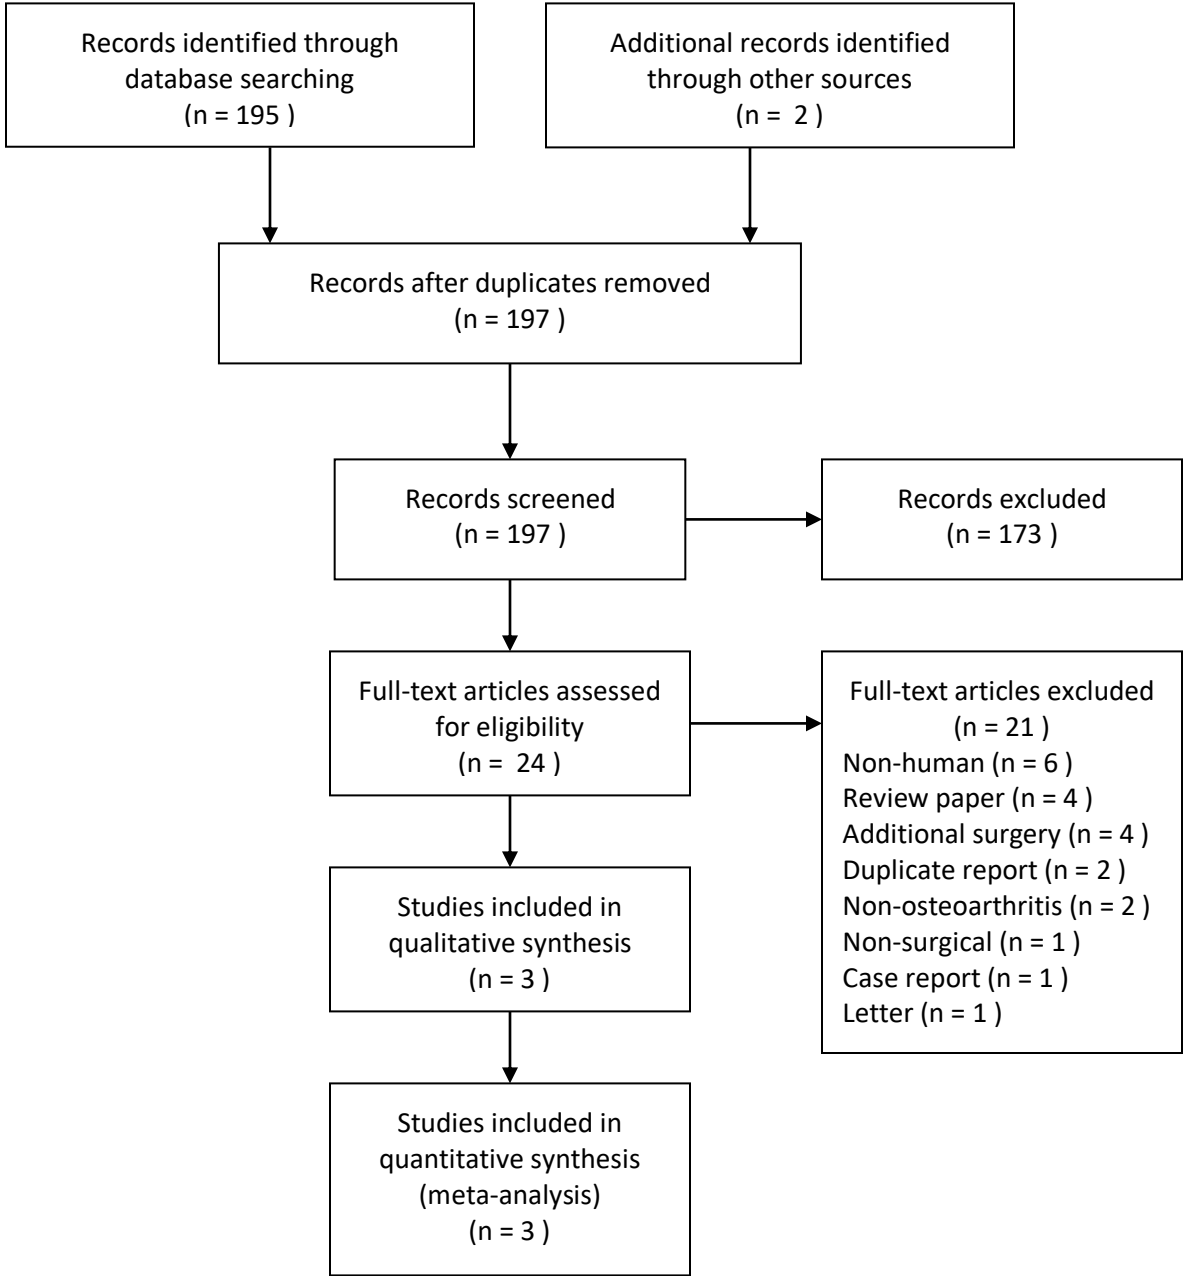 Records identified through
database searching
(n = 195 )
Additional records identified
through other sources
(n =  2 )
Records after duplicates removed
(n = 197 )
Records screened
(n = 197 )
Records excluded
(n = 173 )
Full-text articles assessed
for eligibility
(n =  24 )
Full-text articles excluded
(n = 21 )
Non-human (n = 6 )
Review paper (n = 4 )
Additional surgery (n = 4 )
Duplicate report (n = 2 )
Non-osteoarthritis (n = 2 )
Non-surgical (n = 1 )
Case report (n = 1 )
Letter (n = 1 )
Studies included in
qualitative synthesis
(n = 3 )
Studies included in
quantitative synthesis
(meta-analysis)
(n = 3 )